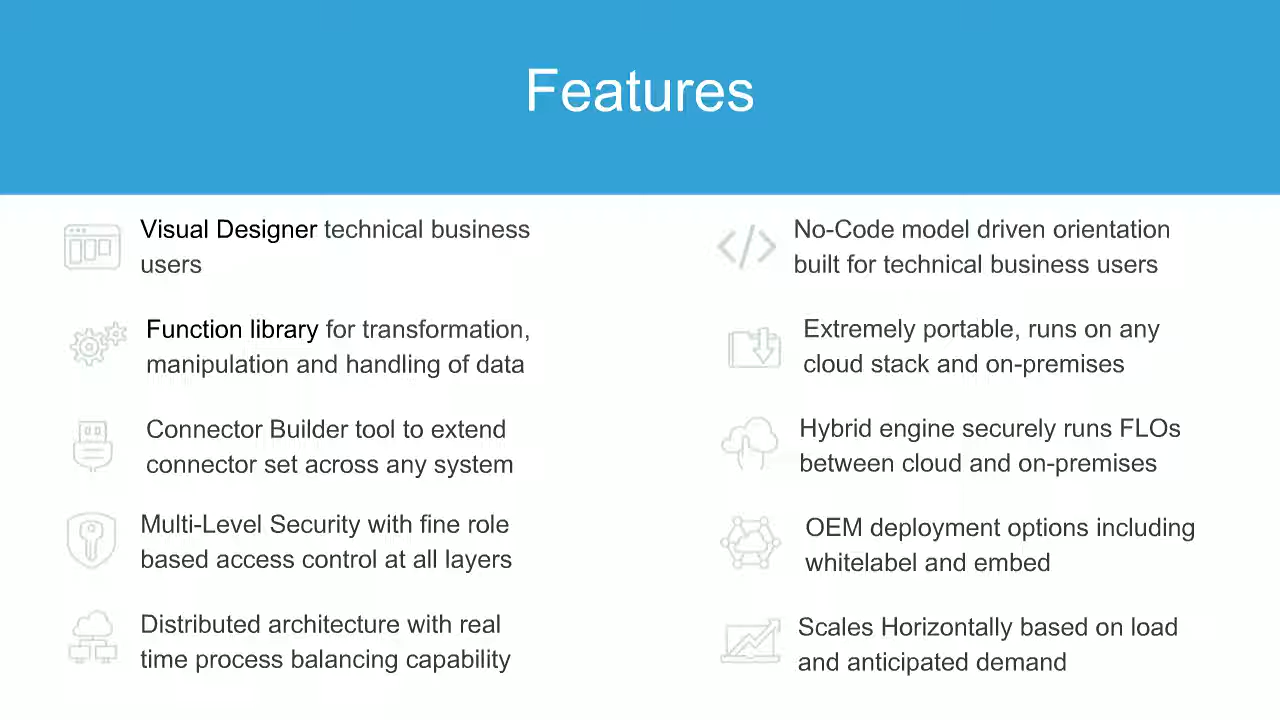 Features
Visual Designer technical business
users
Function library for transformation,
manipulation and handling of data
Connector Builder tool to extend
connector set across any system
Multi-Level Security with fine role
based access control at all layers
Distributed architecture with real
time process balancing capability
No-Code model driven orientation
built for technical business users
Extremely portable, runs on any
cloud stack and on-premises
Hybrid engine securely runs FLOs
between cloud and on-premises
OEM deployment options including
whitelabel and embed
Scales Horizontally based on load
and anticipated demand